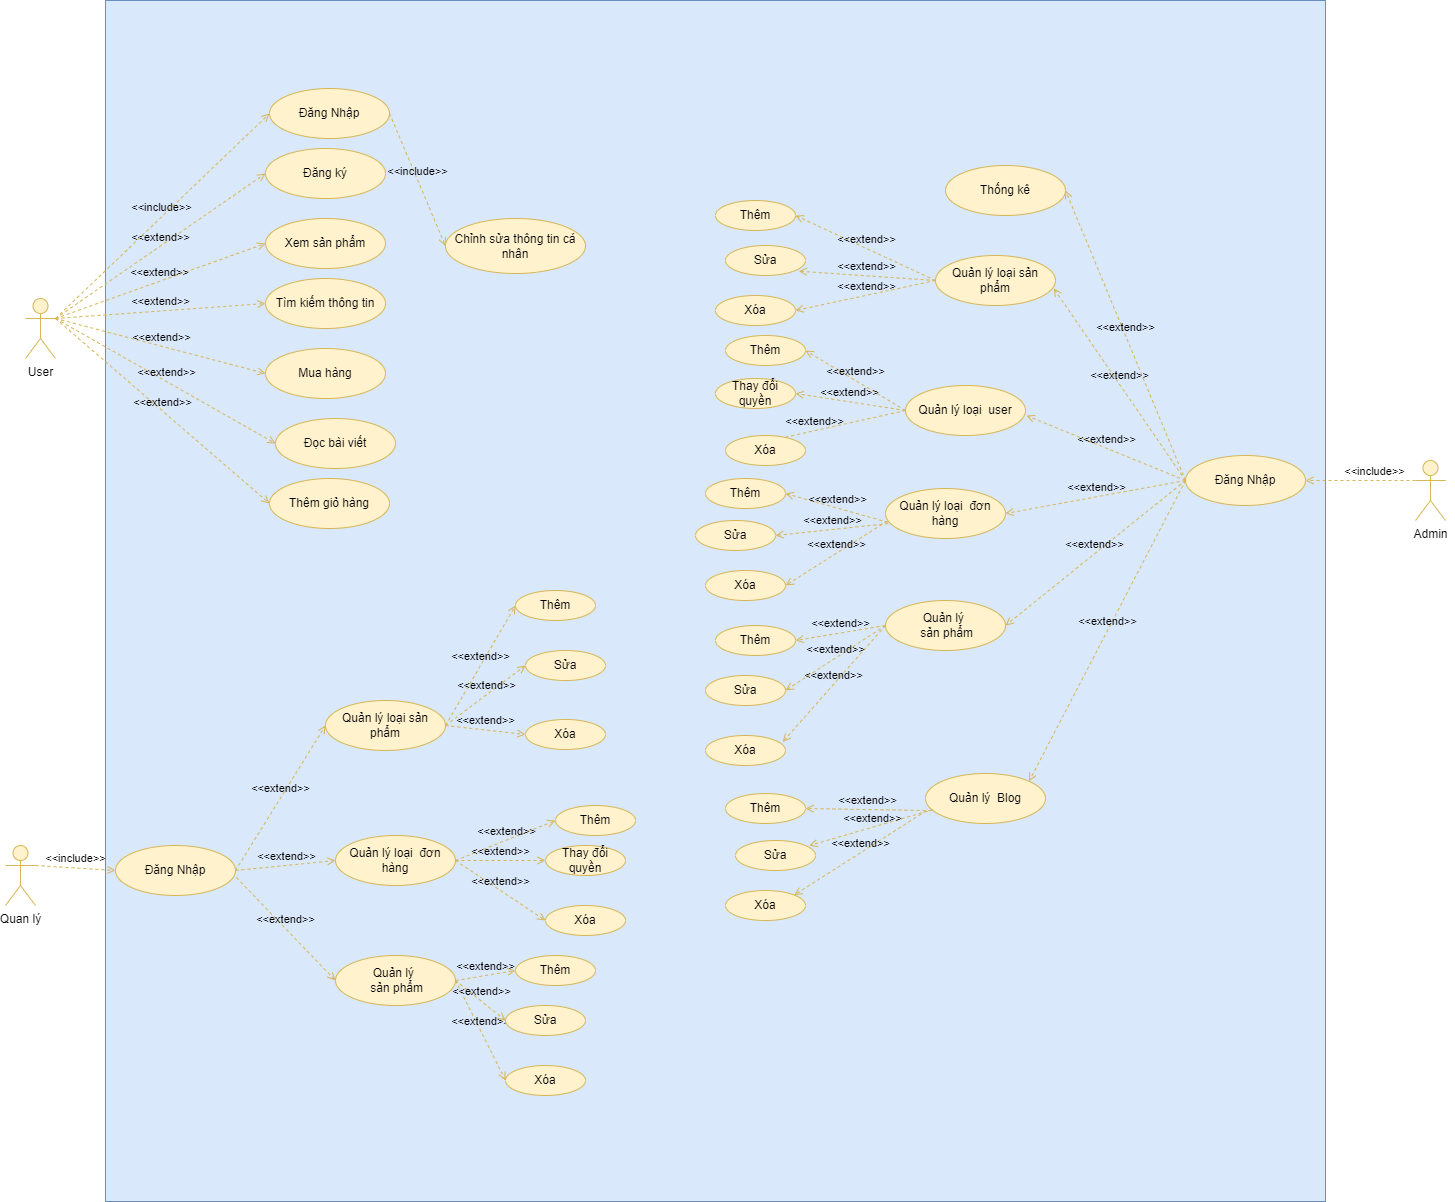 Đăng Nhập
Đăng ký
<<include>>
<<include>>
<<extend>>
Xem sản phẩm
Chỉnh sửa thông tin cá
nhân
<<extend>>
Tìm kiếm thông tin
<<extend>>
<<extend>>
User
Mua hàng
<<extend>>
<<extend>>
Đọc bài viết
Thêm giỏ hàng
Thống kê
Thêm
<<extend>>
Sửa
<<extend>>
Quản lý loại sản
phẩm
<<extend>>
Xóa
<<extend>>
Thêm
<<extend>>
<<extend>>
Thay đổi
quyền
<<extend>>
Quản lý loại  user
<<extend>>
Xóa
<<extend>>
Đăng Nhập
<<include>>
Admin
Thêm
<<extend>>
<<extend>>
Quản lý loại  đơn
hàng
<<extend>>
Sửa
<<extend>>
<<extend>>
Xóa
Quản lý
sản phẩm
<<extend>>
<<extend>>
Thêm
<<extend>>
<<extend>>
Sửa
Xóa
Quản lý  Blog
<<extend>>
Thêm
<<extend>>
<<extend>>
Sửa
Xóa
Thêm
<<extend>>
Sửa
<<extend>>
Quản lý loại sản
phẩm
<<extend>>
Xóa
<<extend>>
Thêm
<<extend>>
Quản lý loại  đơn
hàng
<<extend>>
<<extend>>
Thay đổi
quyền
<<include>>
Đăng Nhập
<<extend>>
Quan lý
<<extend>>
Xóa
Quản lý
sản phẩm
<<extend>>
Thêm
<<extend>>
<<extend>>
Sửa
Xóa